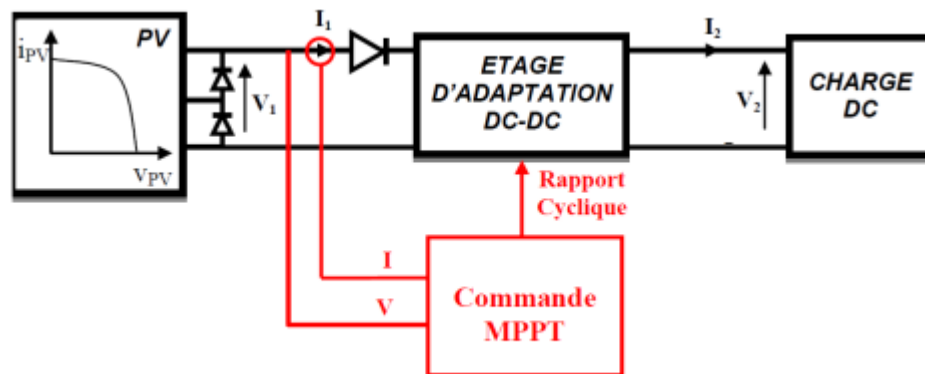 PV
iPV
vPV
V1
I1
ETAGE
D'ADAPTATION
DC-DC
I2
V2
CHARGE
DC
Rapport
Cyclique
I
V
Commande
MPPT